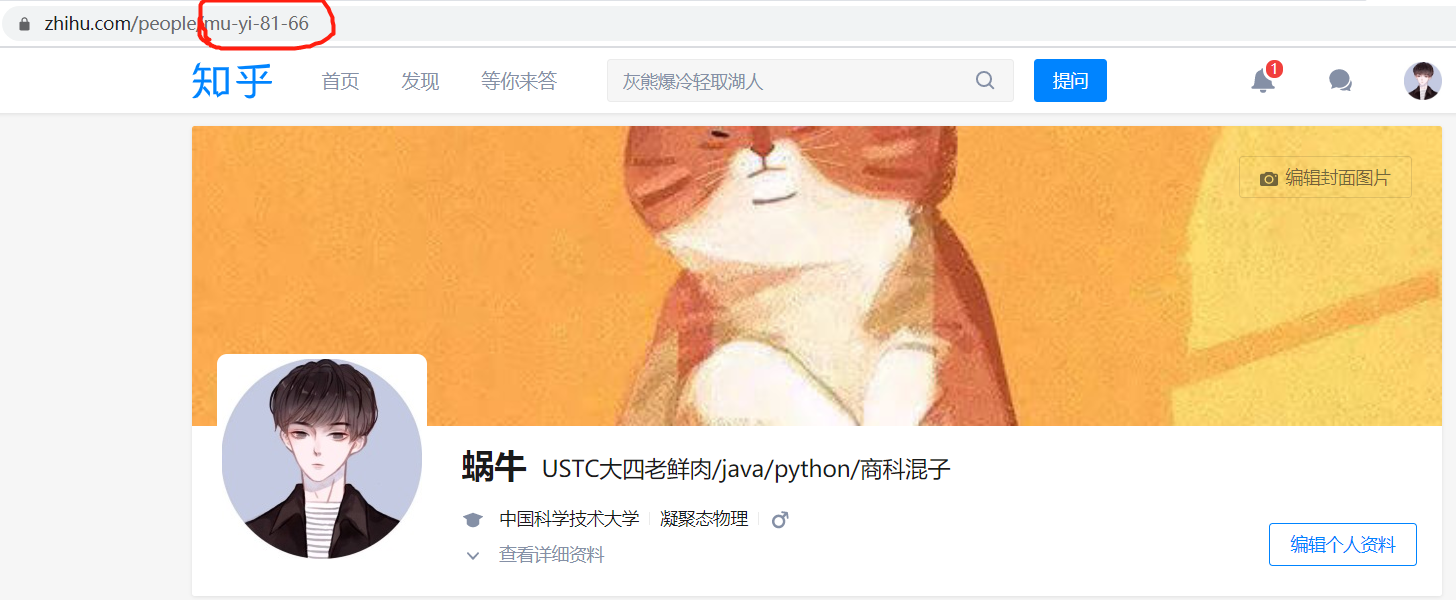 zhihu.com/people/mu-yi-81-66
知乎 首页 发现 等你来答 灰熊爆冷轻取湖人 提问 1
编辑封面图片
蜗牛 USTC大四老鲜肉/java/python/商科混子
中国科学技术大学 凝聚态物理
查看详细资料
编辑个人资料